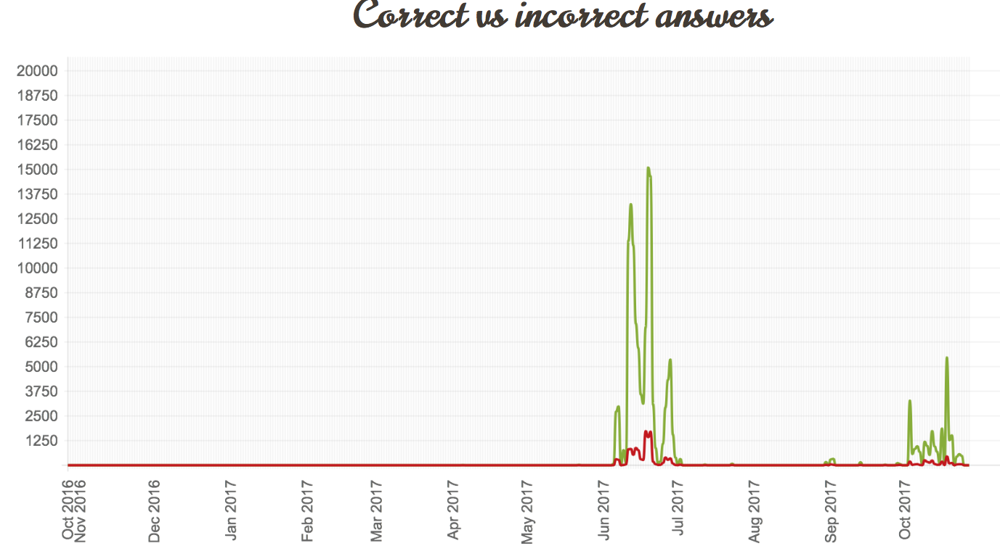 Correct vs incorrect answers
20000
18750
17500
16250
15000
13750
12500
11250
10000
8750
7500
6250
5000
3750
2500
1250
Oct 2016
Nov 2016
Dec 2016
Jan 2017
Feb 2017
Mar 2017
Apr 2017
May 2017
Jun 2017
Jul 2017
Aug 2017
Sep 2017
Oct 2017